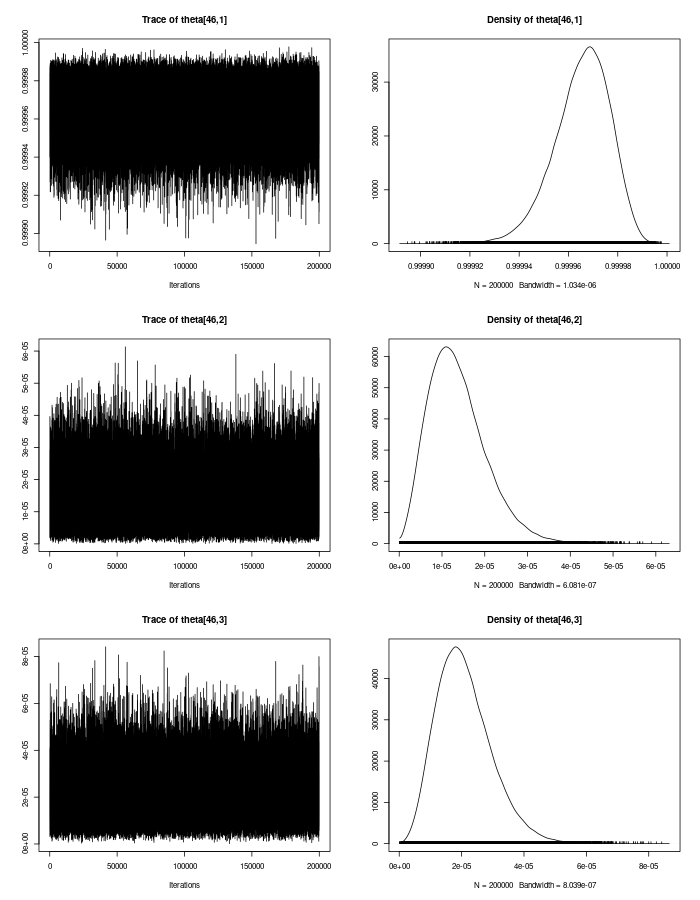 Trace of theta[46,1]
Density of theta[46,1]
0.99990 0.99992 0.99994 0.99996 0.99998 1.00000
0 10000 20000 30000
0 50000 100000 150000 200000
0.99990 0.99992 0.99994 0.99996 0.99998 1.00000
Iterations
N = 200000 Bandwidth = 1.034e-06
Trace of theta[46,2]
Density of theta[46,2]
0e+00 1e-05 2e-05 3e-05 4e-05 5e-05 6e-05
0 10000 20000 30000 40000 50000 60000
0 50000 100000 150000 200000
0e+00 1e-05 2e-05 3e-05 4e-05 5e-05 6e-05
Iterations
N = 200000 Bandwidth = 6.081e-07
Trace of theta[46,3]
Density of theta[46,3]
0e+00 2e-05 4e-05 6e-05 8e-05
0 10000 20000 30000 40000
0 50000 100000 150000 200000
0e+00 2e-05 4e-05 6e-05 8e-05
Iterations
N = 200000 Bandwidth = 8.039e-07